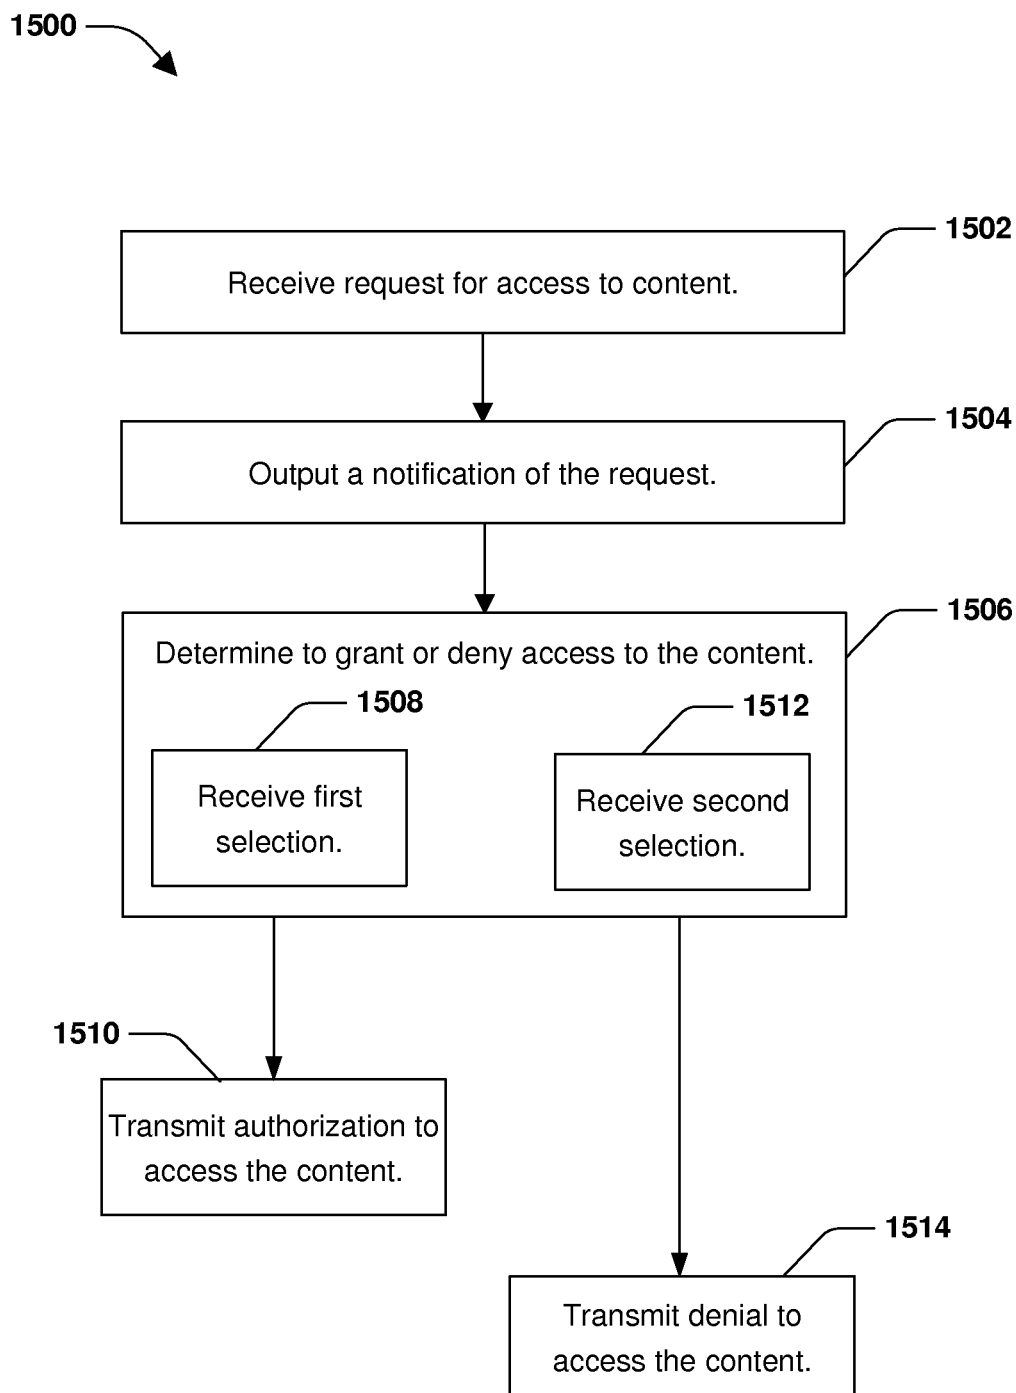 1500
1502
Receive request for access to content.
1504
Output a notification of the request.
1506
Determine to grant or deny access to the content.
1508
1512
Receive first
selection.
Receive second
selection.
1510
Transmit authorization to
access the content.
1514
Transmit denial to
access the content.